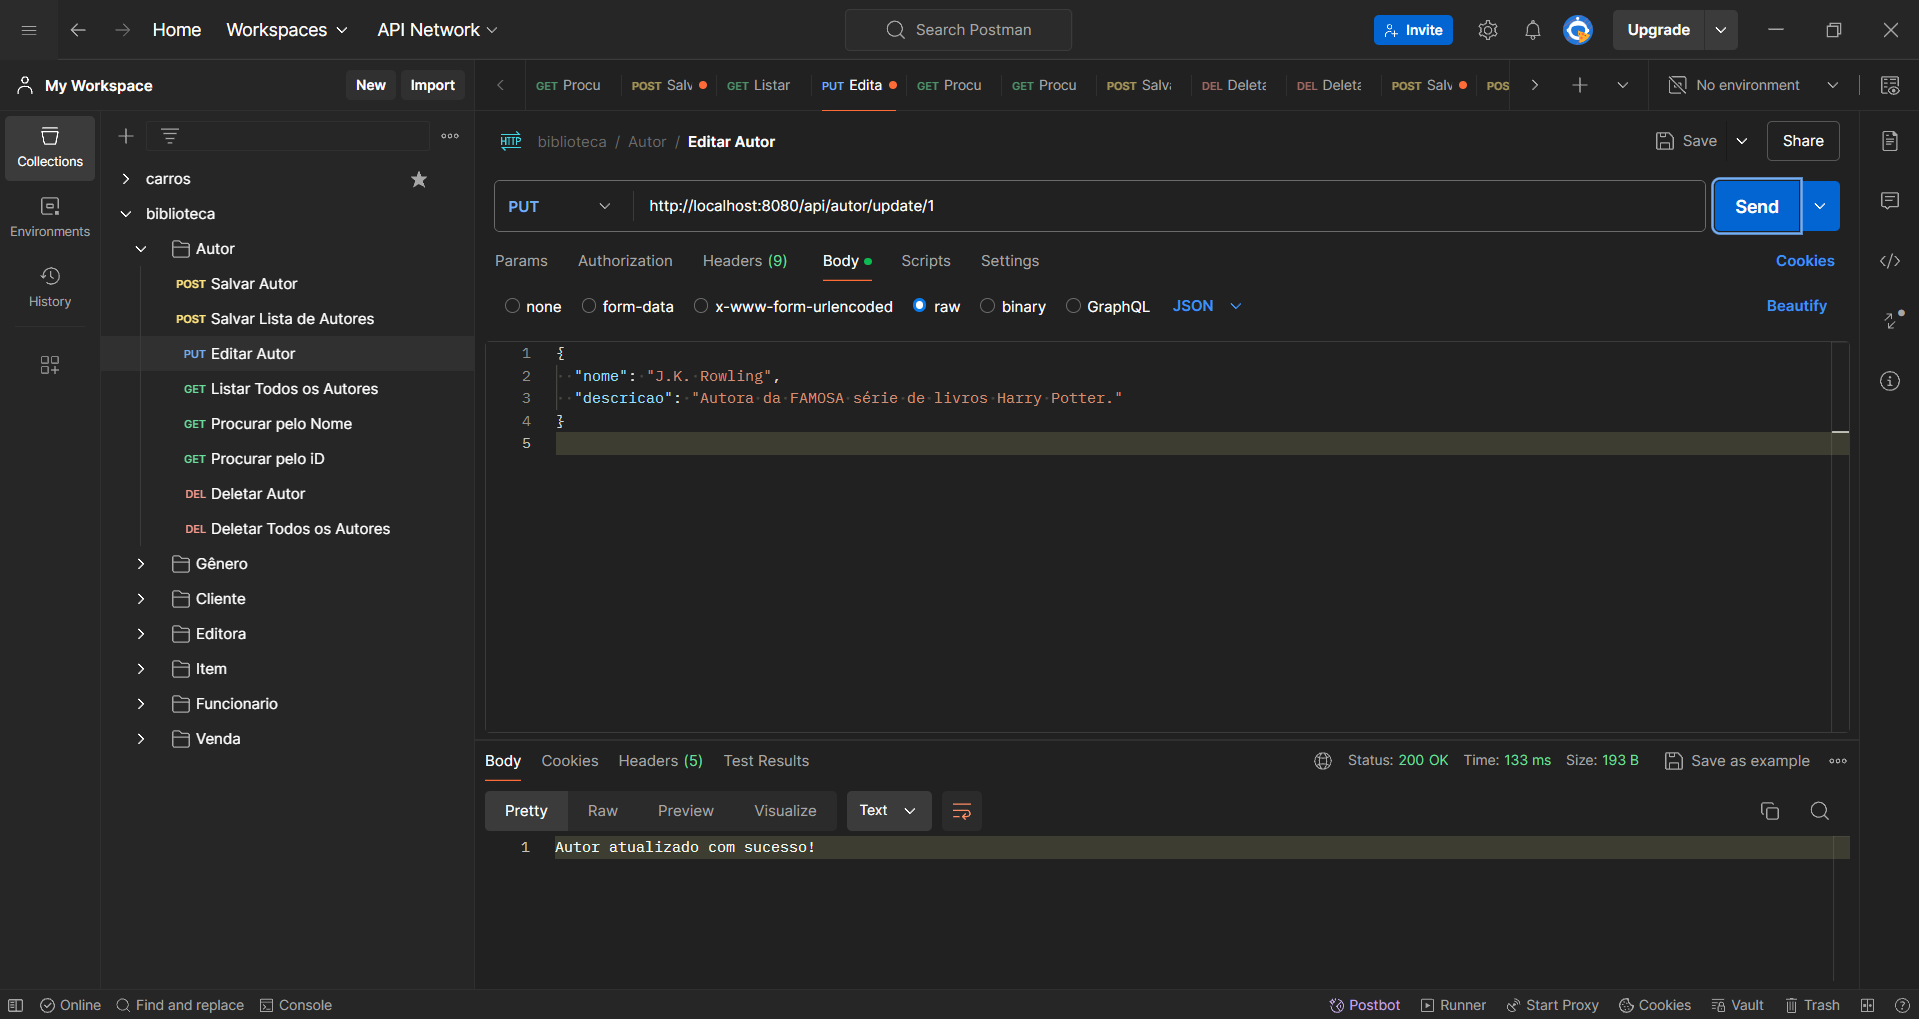 Home Workspaces API Network Search Postman Invite Upgrade
My Workspace New Import GET Procu POST Salv GET Listar PUT Edita GET Procu GET Procu POST Salv DEL Delet DEL Delet POST Salv POS No environment
Collections
Environments
History
carros
biblioteca
Autor
POST Salvar Autor
POST Salvar Lista de Autores
PUT Editar Autor
GET Listar Todos os Autores
GET Procurar pelo Nome
GET Procurar pelo iD
DEL Deletar Autor
DEL Deletar Todos os Autores
Gênero
Cliente
Editora
Item
Funcionario
Venda
HTTP biblioteca / Autor / Editar Autor Save Share
PUT http://localhost:8080/api/autor/update/1 Send
Params Authorization Headers (9) Body Scripts Settings Cookies
none form-data x-www-form-urlencoded raw binary GraphQL JSON Beautify
1 {
2 "nome": "J.K. Rowling",
3 "descricao": "Autora da FAMOSA série de livros Harry Potter."
4 }
5
Body Cookies Headers (5) Test Results Status: 200 OK Time: 133 ms Size: 193 B Save as example
Pretty Raw Preview Visualize Text
1 Autor atualizado com sucesso!
Online Find and replace Console Postbot Runner Start Proxy Cookies Vault Trash